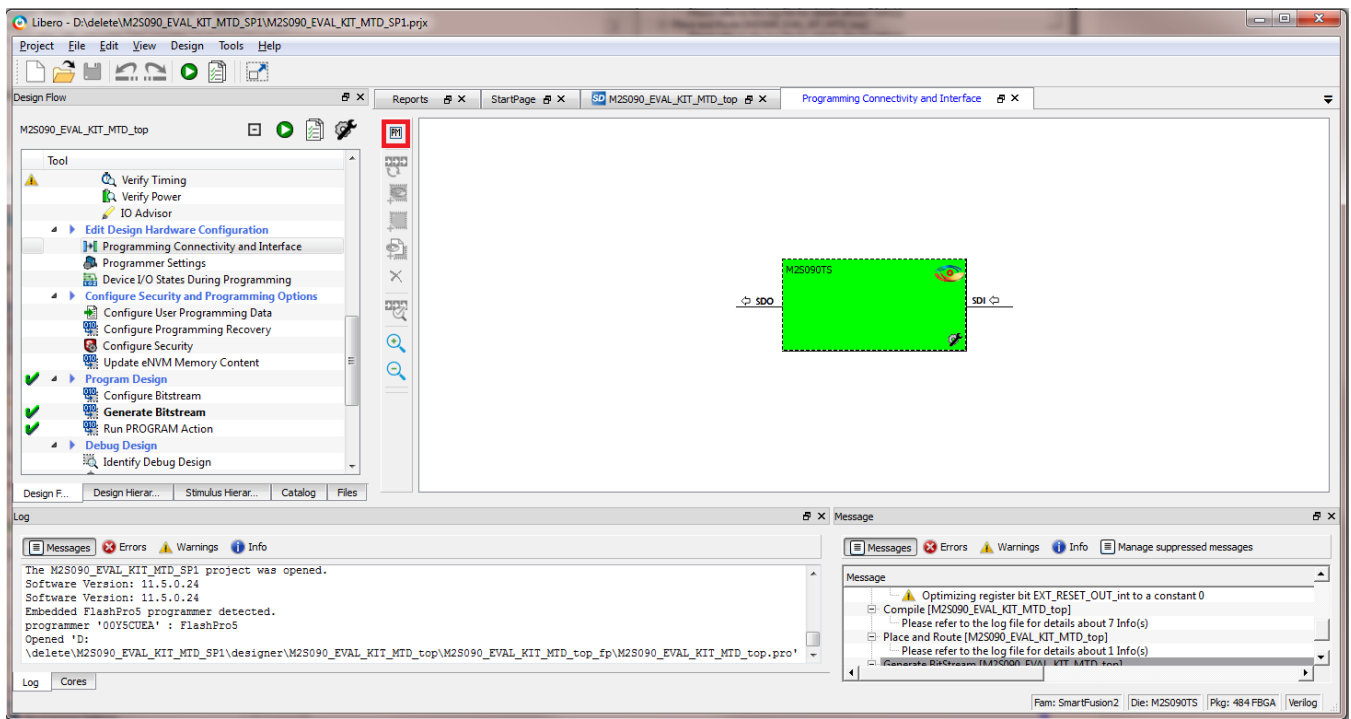 Libero - D:\delete\M2S090_EVAL_KIT_MTD_SP1\M2S090_EVAL_KIT_MTD_SP1.prjx
Project File Edit View Design Tools Help
Design Flow
Reports StartPage SD M2S090_EVAL_KIT_MTD_top Programming Connectivity and Interface
M2S090_EVAL_KIT_MTD_top
PM
Tool
Verify Timing
Verify Power
IO Advisor
Edit Design Hardware Configuration
Programming Connectivity and Interface
Programmer Settings
Device I/O States During Programming
Configure Security and Programming Options
Configure User Programming Data
Configure Programming Recovery
Configure Security
Update eNVM Memory Content
Program Design
Configure Bitstream
Generate Bitstream
Run PROGRAM Action
Debug Design
Identify Debug Design
M2S090TS
SDO
SDI
Design F... Design Hierar... Stimulus Hierar... Catalog Files
Log
Messages Errors Warnings Info
The M2S090_EVAL_KIT_MTD_SP1 project was opened.
Software Version: 11.5.0.24
Software Version: 11.5.0.24
Embedded FlashPro5 programmer detected.
programmer '00Y5CUEA' : FlashPro5
Opened 'D:
\delete\M2S090_EVAL_KIT_MTD_SP1\designer\M2S090_EVAL_KIT_MTD_top\M2S090_EVAL_KIT_MTD_top_fp\M2S090_EVAL_KIT_MTD_top.pro'
Log Cores
Message
Messages Errors Warnings Info Manage suppressed messages
Message
Optimizing register bit EXT_RESET_OUT_int to a constant 0
Compile [M2S090_EVAL_KIT_MTD_top]
Please refer to the log file for details about 7 Info(s)
Place and Route [M2S090_EVAL_KIT_MTD_top]
Please refer to the log file for details about 1 Info(s)
Generate BitStream [M2S090_EVAL_KIT_MTD_top]
Fam: SmartFusion2 Die: M2S090TS Pkg: 484 FBGA Verilog